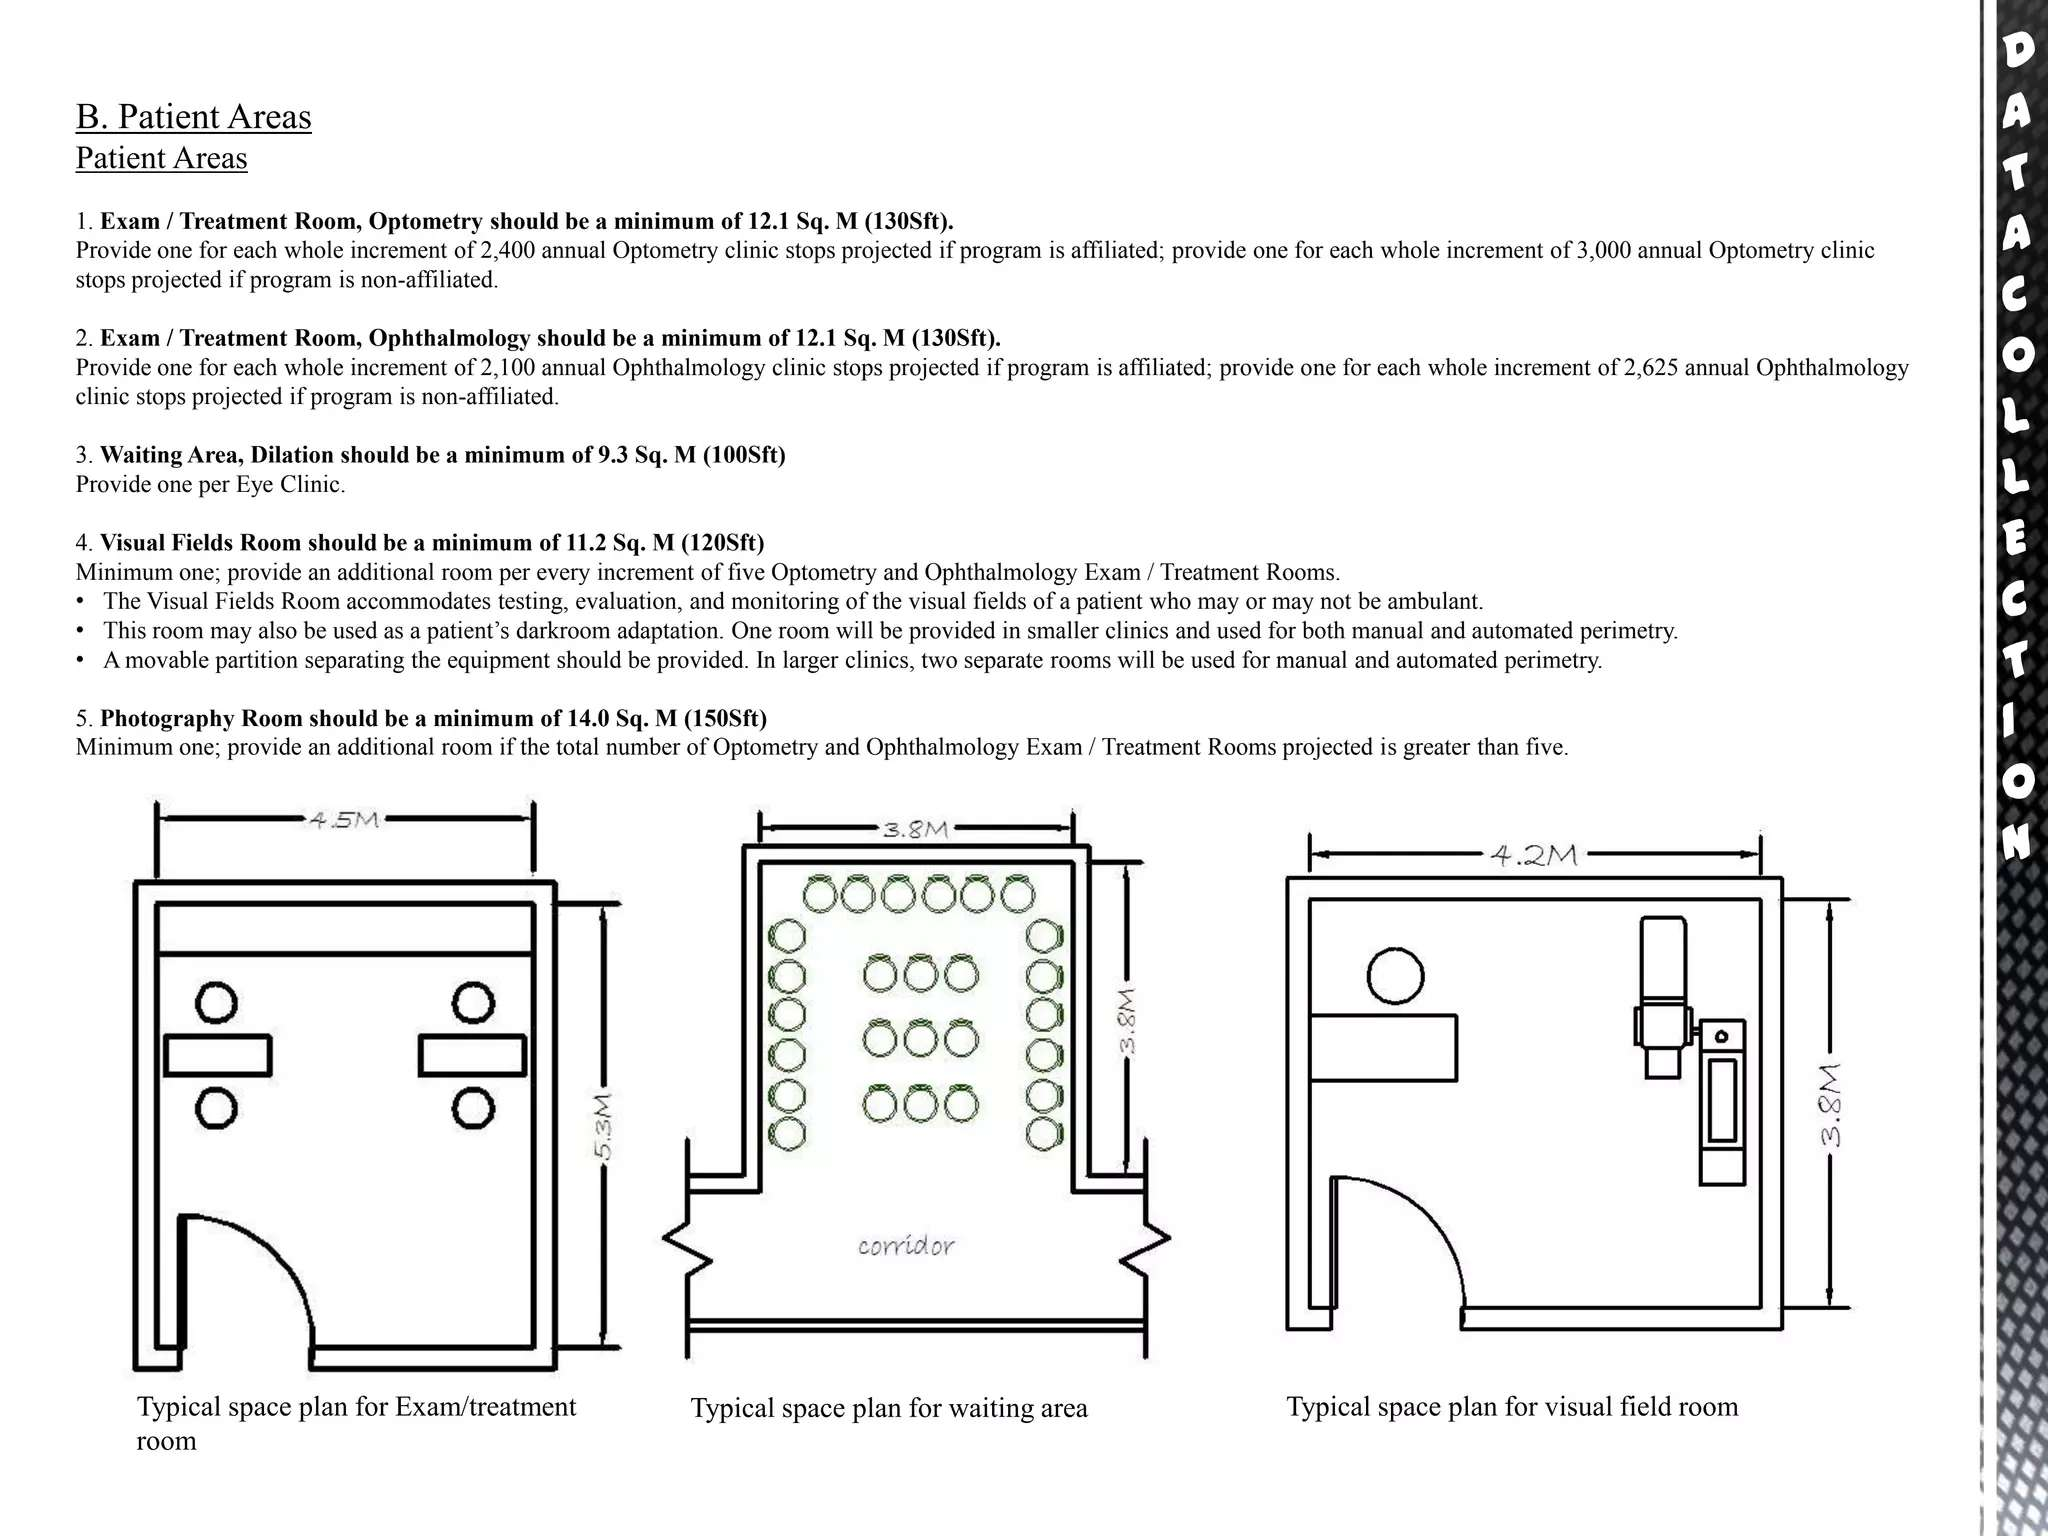 B. Patient Areas
Patient Areas
1. Exam / Treatment Room, Optometry should be a minimum of 12.1 Sq. M (130Sft).
Provide one for each whole increment of 2,400 annual Optometry clinic stops projected if program is affiliated; provide one for each whole increment of 3,000 annual Optometry clinic
stops projected if program is non-affiliated.
2. Exam / Treatment Room, Ophthalmology should be a minimum of 12.1 Sq. M (130Sft).
Provide one for each whole increment of 2,100 annual Ophthalmology clinic stops projected if program is affiliated; provide one for each whole increment of 2,625 annual Ophthalmology
clinic stops projected if program is non-affiliated.
3. Waiting Area, Dilation should be a minimum of 9.3 Sq. M (100Sft)
Provide one per Eye Clinic.
4. Visual Fields Room should be a minimum of 11.2 Sq. M (120Sft)
Minimum one; provide an additional room per every increment of five Optometry and Ophthalmology Exam / Treatment Rooms.
• The Visual Fields Room accommodates testing, evaluation, and monitoring of the visual fields of a patient who may or may not be ambulant.
• This room may also be used as a patient's darkroom adaptation. One room will be provided in smaller clinics and used for both manual and automated perimetry.
• A movable partition separating the equipment should be provided. In larger clinics, two separate rooms will be used for manual and automated perimetry.
5. Photography Room should be a minimum of 14.0 Sq. M (150Sft)
Minimum one; provide an additional room if the total number of Optometry and Ophthalmology Exam / Treatment Rooms projected is greater than five.
4.5M
5.3M
Typical space plan for Exam/treatment
room
3.8M
3.8M
corridor
Typical space plan for waiting area
4.2M
3.8M
Typical space plan for visual field room
DATACOLLECTION